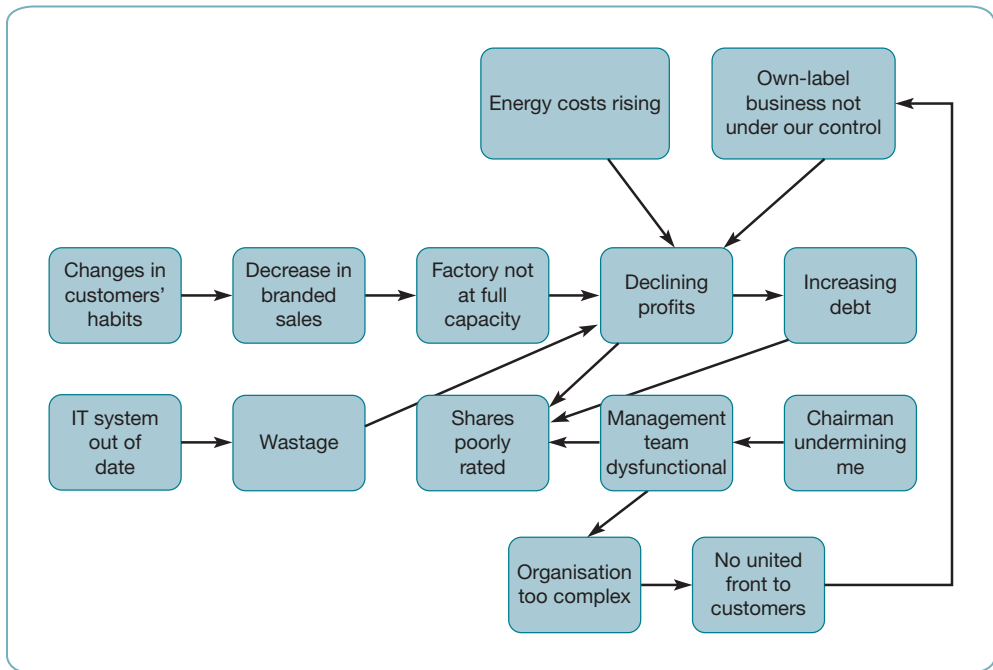 Energy costs rising
Own-label
business not
under our control
Changes in
customers’
habits
Decrease in
branded
sales
Factory not
at full
capacity
Declining
profits
Increasing
debt
IT system
out of
date
Wastage
Shares
poorly
rated
Management
team
dysfunctional
Chairman
undermining
me
Organisation
too complex
No united
front to
customers